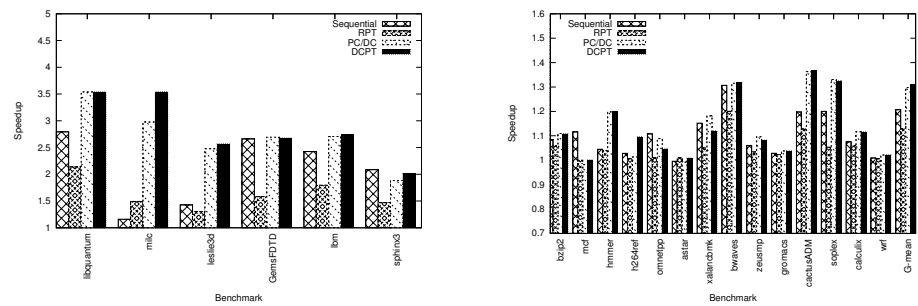 5
4.5
4
3.5
3
2.5
2
1.5
1
Speedup
Sequential
RPT
PC/DC
DCPT
libquantum
milc
leslie3d
GemsFDTD
lbm
sphinx3
Benchmark
1.6
1.5
1.4
1.3
1.2
1.1
1
0.9
0.8
0.7
Speedup
Sequential
RPT
PC/DC
DCPT
bzip2
mcf
hmmer
h264ref
omnetpp
astar
xalancbmk
bwaves
zeusmp
gromacs
cactusADM
soplex
calculix
wrf
G-mean
Benchmark